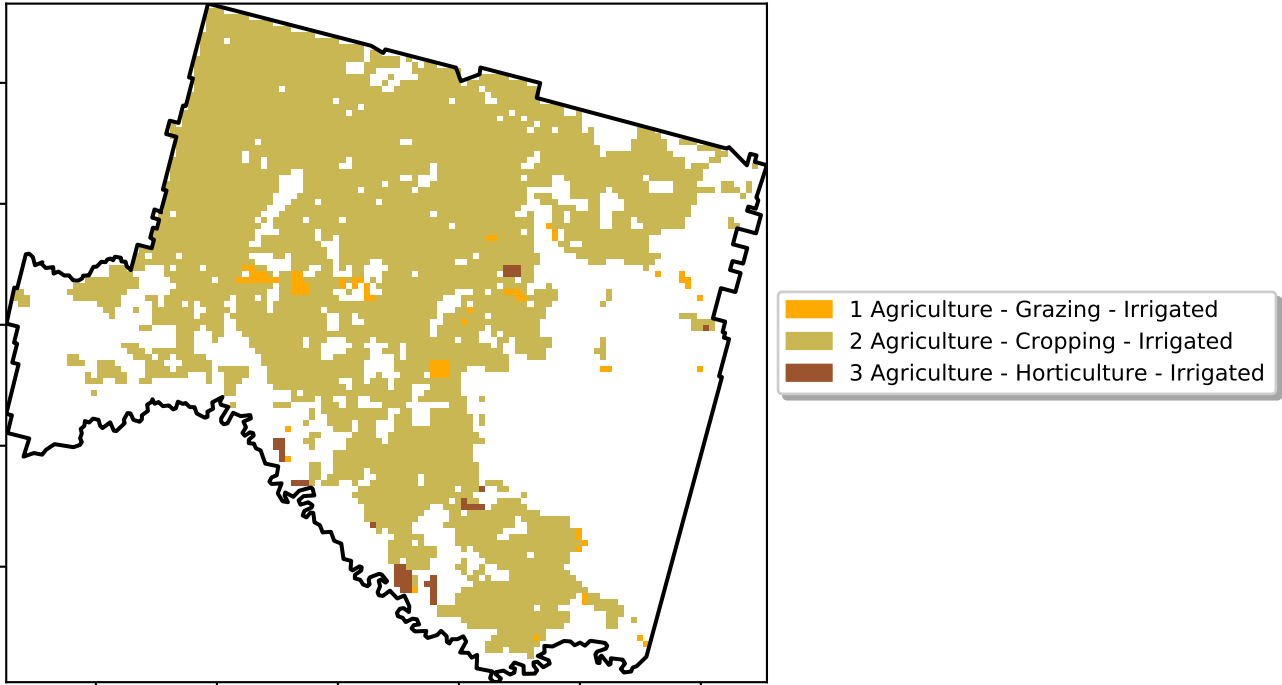 1 Agriculture - Grazing - Irrigated
2 Agriculture - Cropping - Irrigated
3 Agriculture - Horticulture - Irrigated